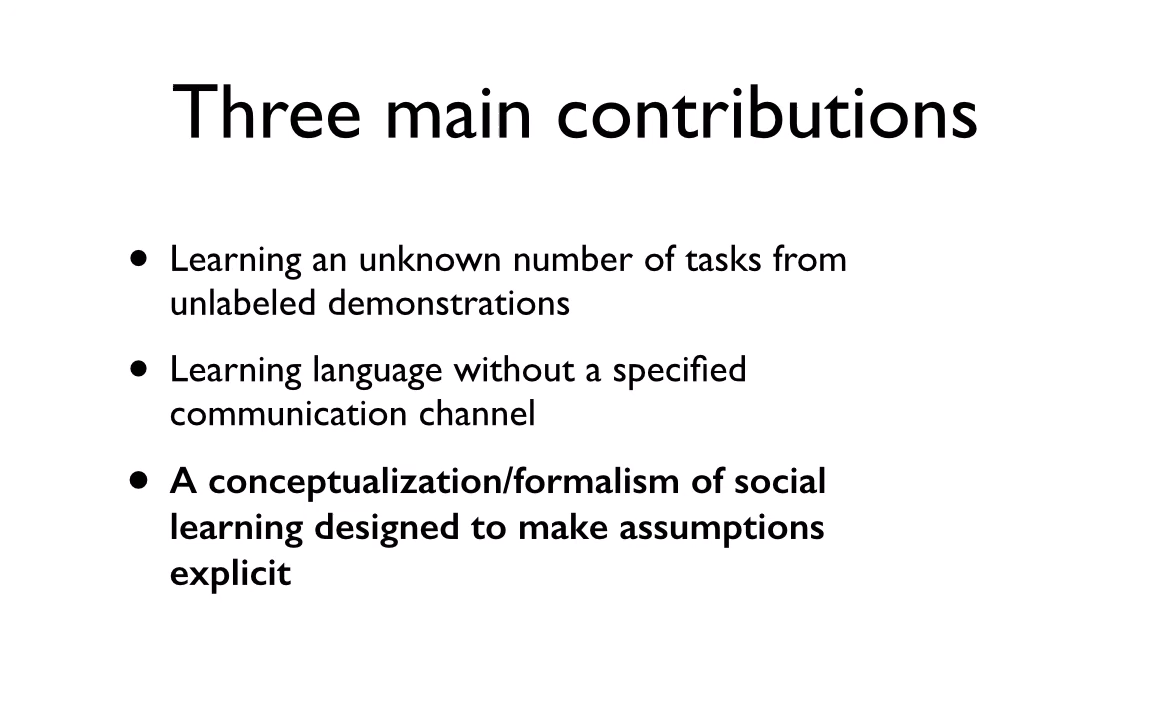 Three main contributions
• Learning an unknown number of tasks from
unlabeled demonstrations
• Learning language without a specified
communication channel
• A conceptualization/formalism of social
learning designed to make assumptions
explicit